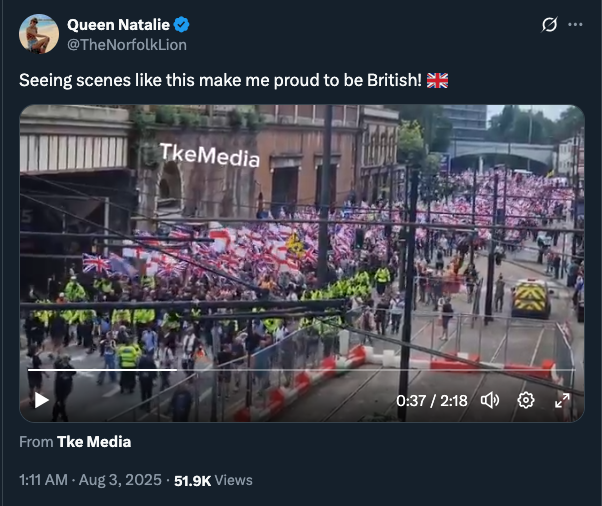 Queen Natalie
@TheNorfolkLion
Seeing scenes like this make me proud to be British! 🇬🇧
TkeMedia
0:37 / 2:18
From Tke Media
1:11 AM · Aug 3, 2025 · 51.9K Views